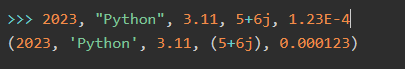 >>> 2023, "Python", 3.11, 5+6j, 1.23E-4
(2023, 'Python', 3.11, (5+6j), 0.000123)